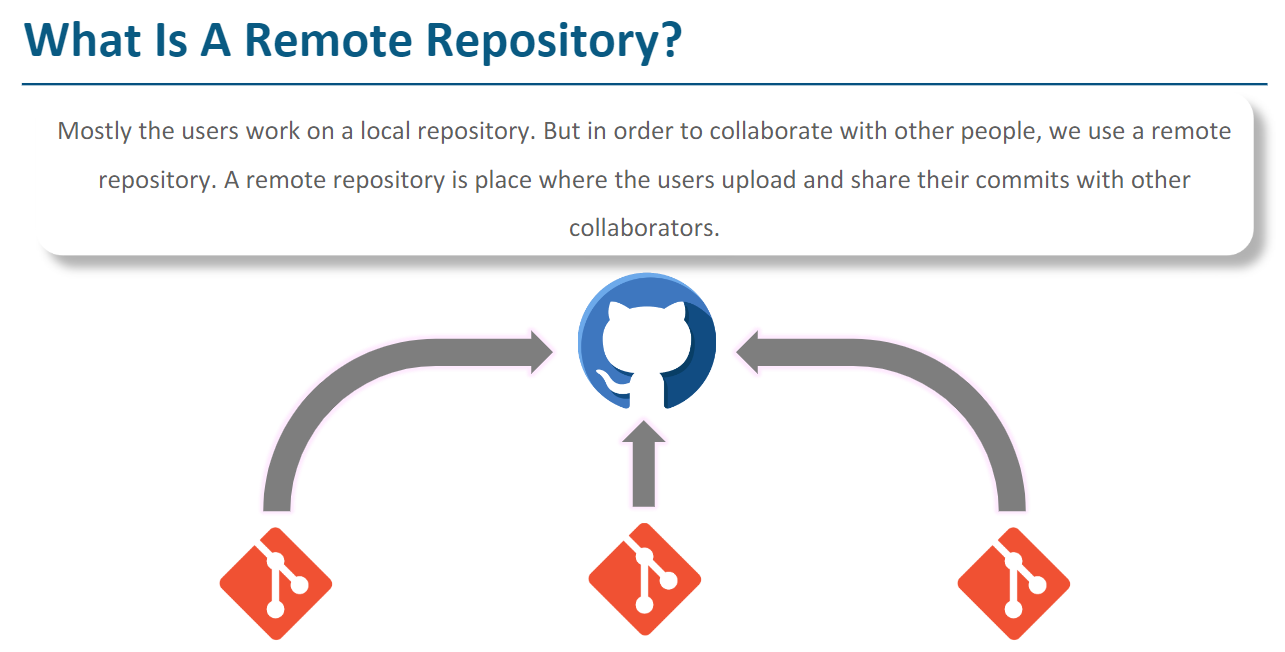 What Is A Remote Repository?
Mostly the users work on a local repository. But in order to collaborate with other people, we use a remote
repository. A remote repository is place where the users upload and share their commits with other
collaborators.